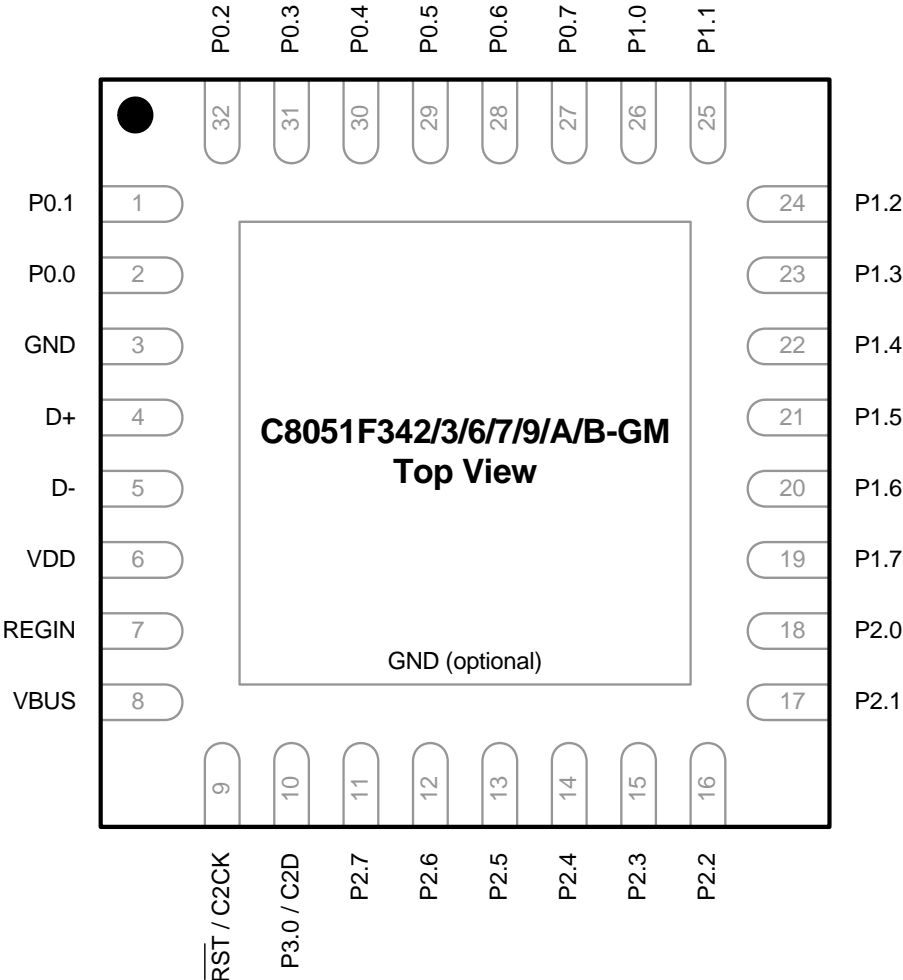 P0.2
P0.3
P0.4
P0.5
P0.6
P0.7
P1.0
P1.1
32
31
30
29
28
27
26
25
P0.1
1
24
P1.2
P0.0
2
23
P1.3
GND
3
22
P1.4
D+
4
21
P1.5
D-
5
20
P1.6
VDD
6
19
P1.7
REGIN
7
18
P2.0
VBUS
8
17
P2.1
C8051F342/3/6/7/9/A/B-GM
Top View
GND (optional)
9
10
11
12
13
14
15
16
RST / C2CK
P3.0 / C2D
P2.7
P2.6
P2.5
P2.4
P2.3
P2.2